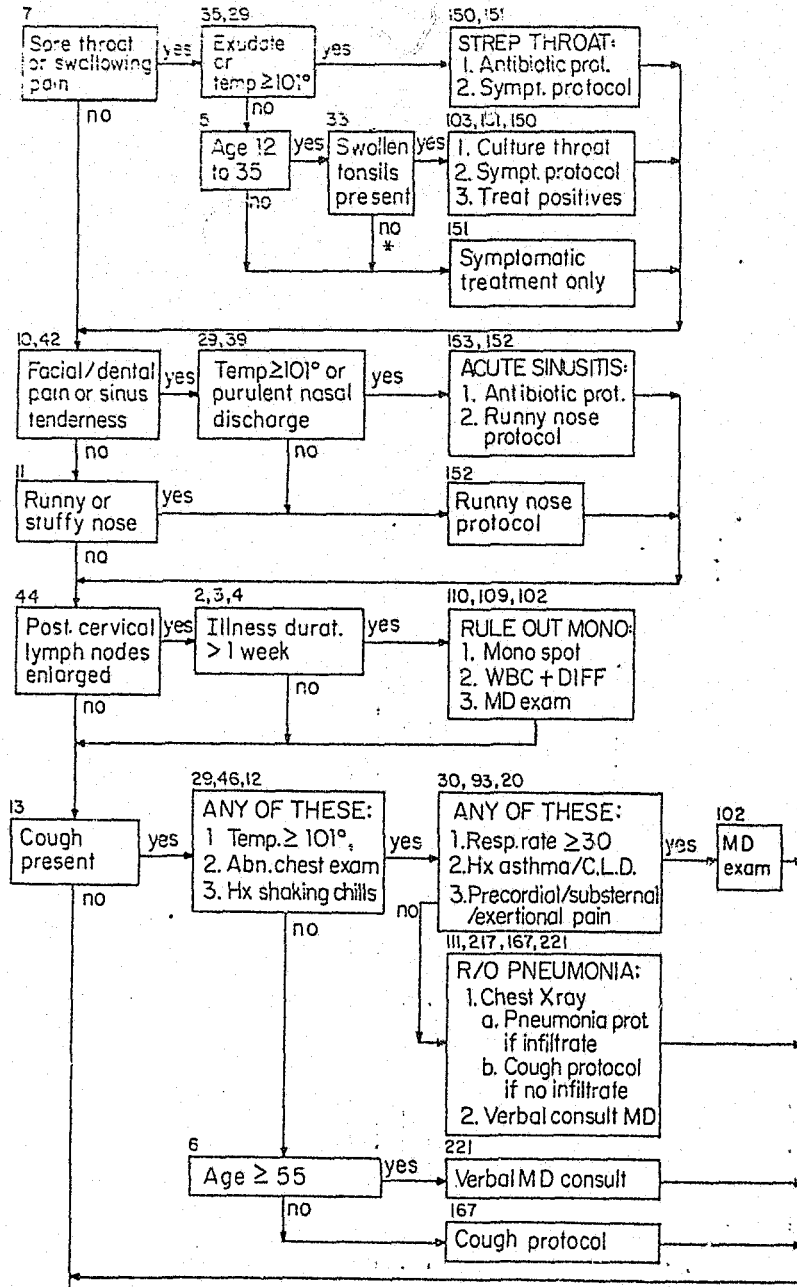 7
Sore throat
or swallowing
pain
yes
no
35,29
Exudate
or
temp ≥ 101°
yes
no
150, 151
STREP THROAT:
1. Antibiotic prot.
2. Sympt. protocol
5
Age 12
to 35
yes
no
33
Swollen
tonsils
present
yes
no
*
103, 151, 150
1. Culture throat
2. Sympt. protocol
3. Treat positives
151
Symptomatic
treatment only
10,42
Facial/dental
pain or sinus
tenderness
yes
no
29,39
Temp ≥ 101° or
purulent nasal
discharge
yes
no
153, 152
ACUTE SINUSITIS:
1. Antibiotic prot.
2. Runny nose
protocol
11
Runny or
stuffy nose
yes
no
152
Runny nose
protocol
44
Post. cervical
lymph nodes
enlarged
yes
no
2,3,4
Illness durat.
> 1 week
yes
no
110, 109, 102
RULE OUT MONO:
1. Mono spot
2. WBC + DIFF
3. MD exam
13
Cough
present
yes
no
29,46,12
ANY OF THESE:
1 Temp. ≥ 101°,
2. Abn. chest exam
3. Hx shaking chills
yes
no
30, 93, 20
ANY OF THESE:
1. Resp. rate ≥ 30
2. Hx asthma/C.L.D.
3. Precordial/substernal
/exertional pain
yes
no
102
MD
exam
111, 217, 167, 221
R/O PNEUMONIA:
1. Chest Xray
a. Pneumonia prot.
if infiltrate
b. Cough protocol
if no infiltrate
2. Verbal consult MD
6
Age ≥ 55
yes
no
221
Verbal MD consult
167
Cough protocol